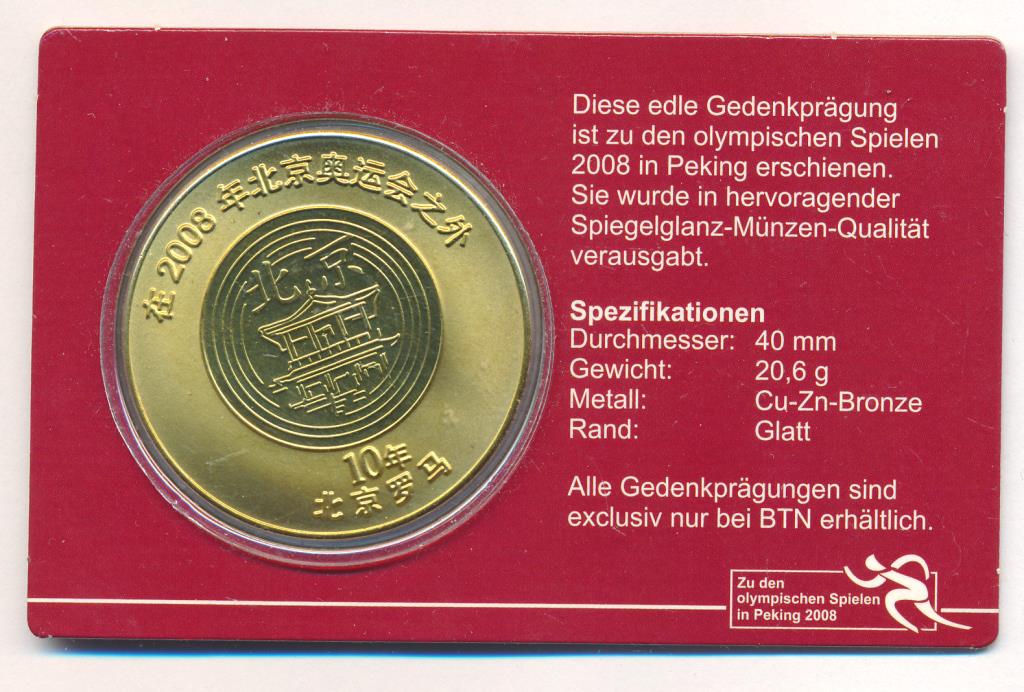 在 2008 年北京奥运会之外
北京
10年
北京罗马
Diese edle Gedenkprägung
ist zu den olympischen Spielen
2008 in Peking erschienen.
Sie wurde in hervoragender
Spiegelglanz-Münzen-Qualität
verausgabt.
Spezifikationen
Durchmesser: 40 mm
Gewicht: 20,6 g
Metall: Cu-Zn-Bronze
Rand: Glatt
Alle Gedenkprägungen sind
exclusiv nur bei BTN erhältlich.
Zu den
olympischen Spielen
in Peking 2008